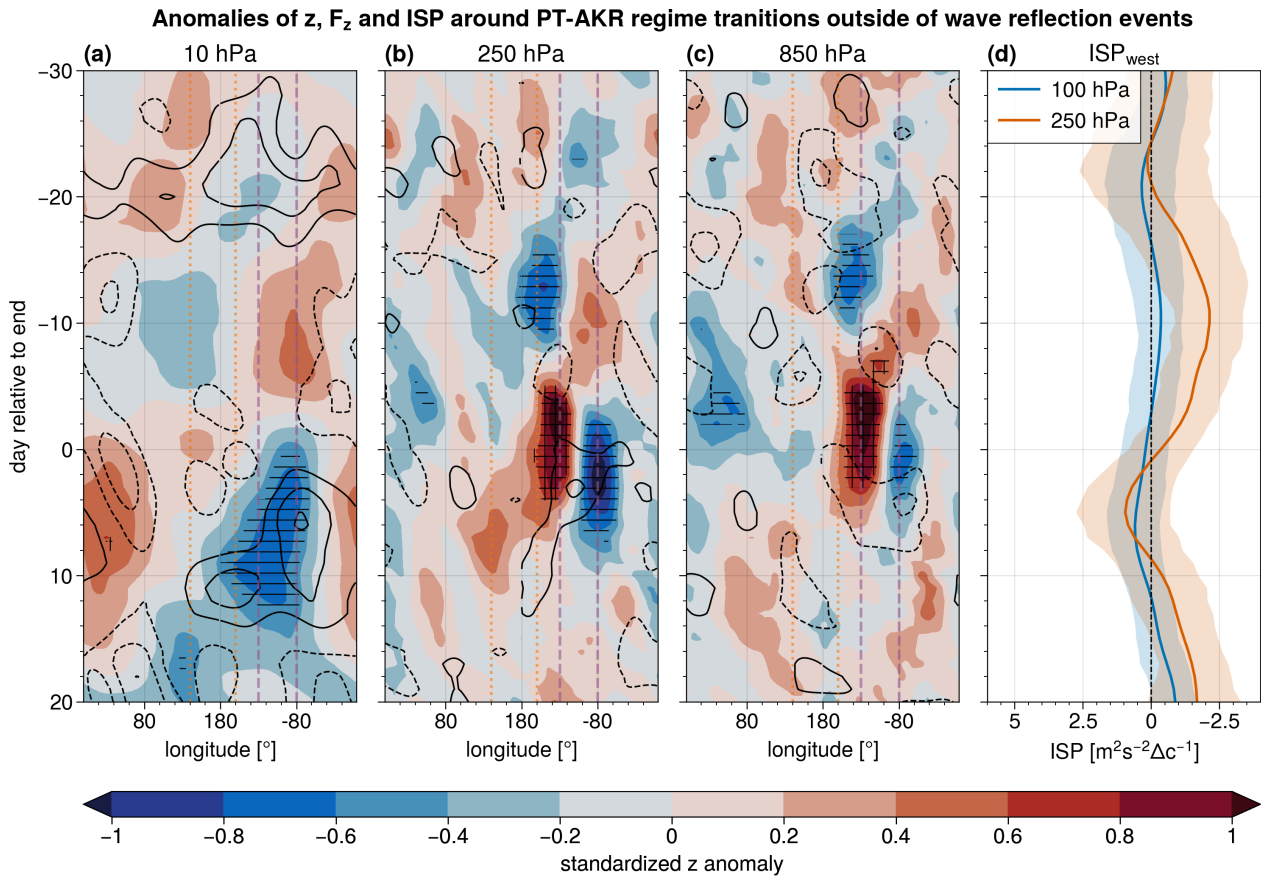 Anomalies of z, F_z and ISP around PT-AKR regime tranitions outside of wave reflection events
(a) 10 hPa
(b) 250 hPa
(c) 850 hPa
(d) ISP_west
100 hPa
250 hPa
day relative to end
−30
−20
−10
0
10
20
80 180 -80
80 180 -80
80 180 -80
5 2.5 0 −2.5
longitude [°]
longitude [°]
longitude [°]
ISP [m²s⁻²Δc⁻¹]
−1 −0.8 −0.6 −0.4 −0.2 0 0.2 0.4 0.6 0.8 1
standardized z anomaly